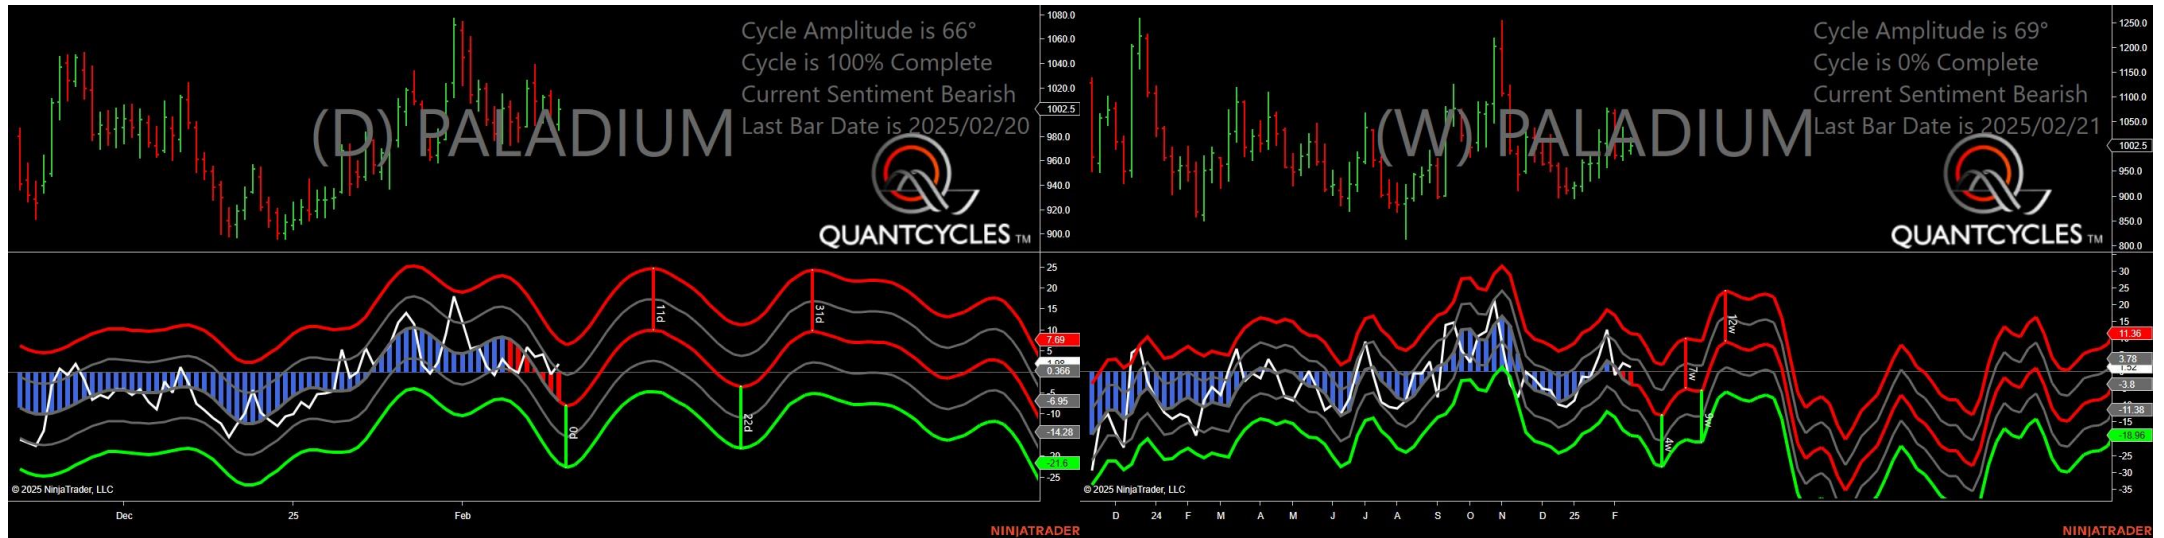 Cycle Amplitude is 66°
Cycle is 100% Complete
Current Sentiment Bearish
Last Bar Date is 2025/02/20
(D) PALADIUM
QUANTCYCLES TM
1080.0
1060.0
1040.0
1020.0
1002.5
980.0
960.0
940.0
920.0
900.0
25
20
15
10
7.69
5
0.366
-6.95
-10
-14.28
-21.6
-25
11d
31d
0d
22d
© 2025 NinjaTrader, LLC
Dec
25
Feb
NINJATRADER
Cycle Amplitude is 69°
Cycle is 0% Complete
Current Sentiment Bearish
Last Bar Date is 2025/02/21
(W) PALADIUM
QUANTCYCLES TM
1250.0
1200.0
1150.0
1100.0
1050.0
1002.5
950.0
900.0
850.0
800.0
30
25
20
15
11.36
3.78
1.52
-3.8
-11.38
-15
-18.96
-25
-30
-35
12w
7w
9w
4w
© 2025 NinjaTrader, LLC
D 24 F M A M J J A S O N D 25 F
NINJATRADER